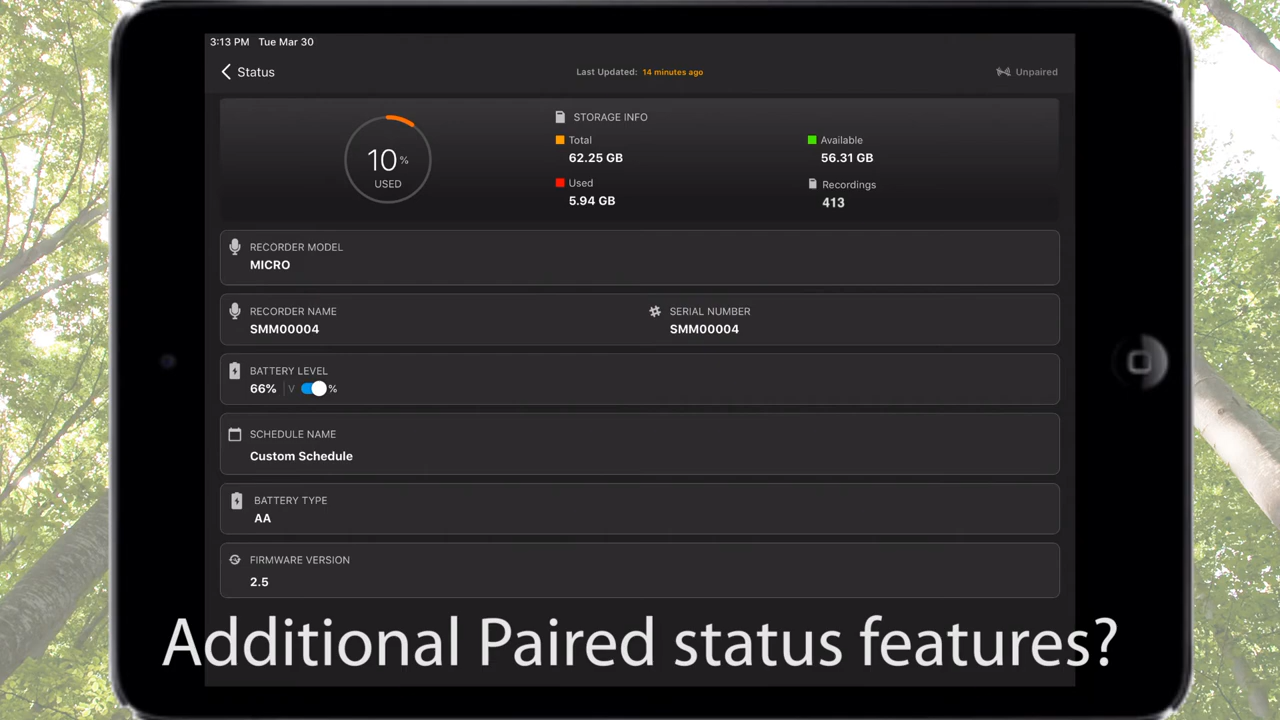 3:13 PM Tue Mar 30
Status
Last Updated: 14 minutes ago
Unpaired
10%
USED
STORAGE INFO
Total
62.25 GB
Available
56.31 GB
Used
5.94 GB
Recordings
413
RECORDER MODEL
MICRO
RECORDER NAME
SMM00004
SERIAL NUMBER
SMM00004
BATTERY LEVEL
66% V %
SCHEDULE NAME
Custom Schedule
BATTERY TYPE
AA
FIRMWARE VERSION
2.5
Additional Paired status features?